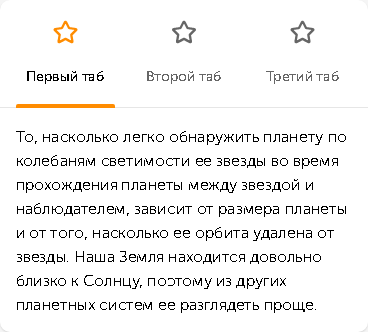 Первый таб
Второй таб
Третий таб
То, насколько легко обнаружить планету по
колебаням светимости ее звезды во время
прохождения планеты между звездой и
наблюдателем, зависит от размера планеты
и от того, насколько ее орбита удалена от
звезды. Наша Земля находится довольно
близко к Солнцу, поэтому из других
планетных систем ее разглядеть проще.